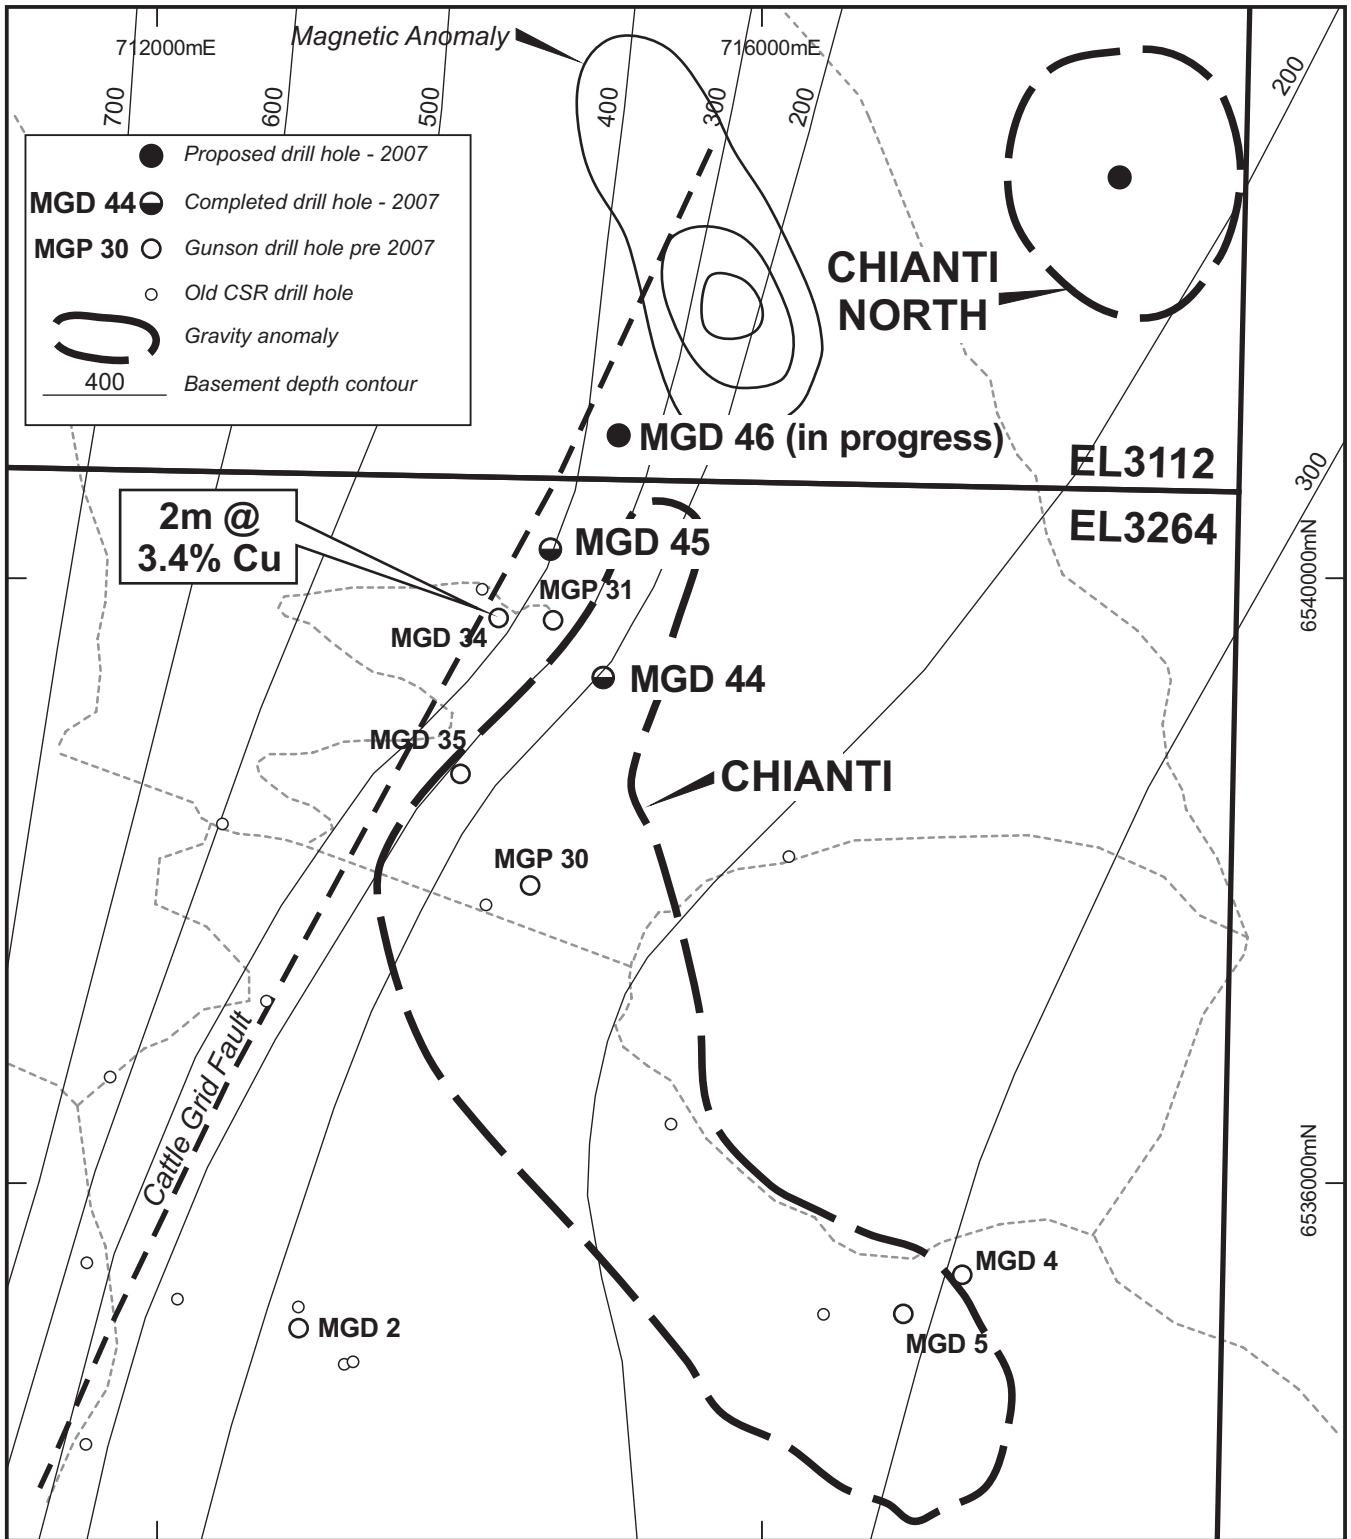 712000mE
Magnetic Anomaly
716000mE
700
600
500
400
300
200
200
Proposed drill hole - 2007
MGD 44
Completed drill hole - 2007
MGP 30
Gunson drill hole pre 2007
Old CSR drill hole
Gravity anomaly
400
Basement depth contour
CHIANTI
NORTH
MGD 46 (in progress)
EL3112
300
2m @
3.4% Cu
EL3264
MGD 45
6540000mN
MGP 31
MGD 34
MGD 44
MGD 35
CHIANTI
MGP 30
Cattle Grid Fault
6536000mN
MGD 4
MGD 2
MGD 5